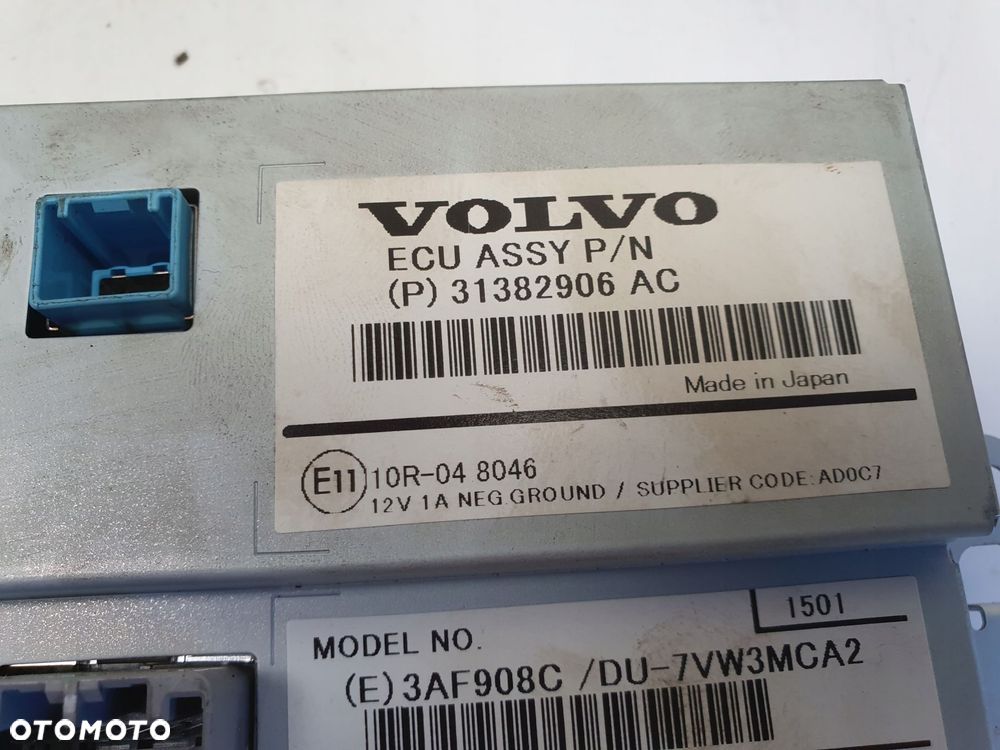 VOLVO
ECU ASSY P/N
(P) 31382906 AC
Made in Japan
E11 10R-04 8046
12V 1A NEG GROUND / SUPPLIER CODE: AD0C7
1501
MODEL NO.
(E) 3AF908C /DU-7VW3MCA2
OTOMOTO